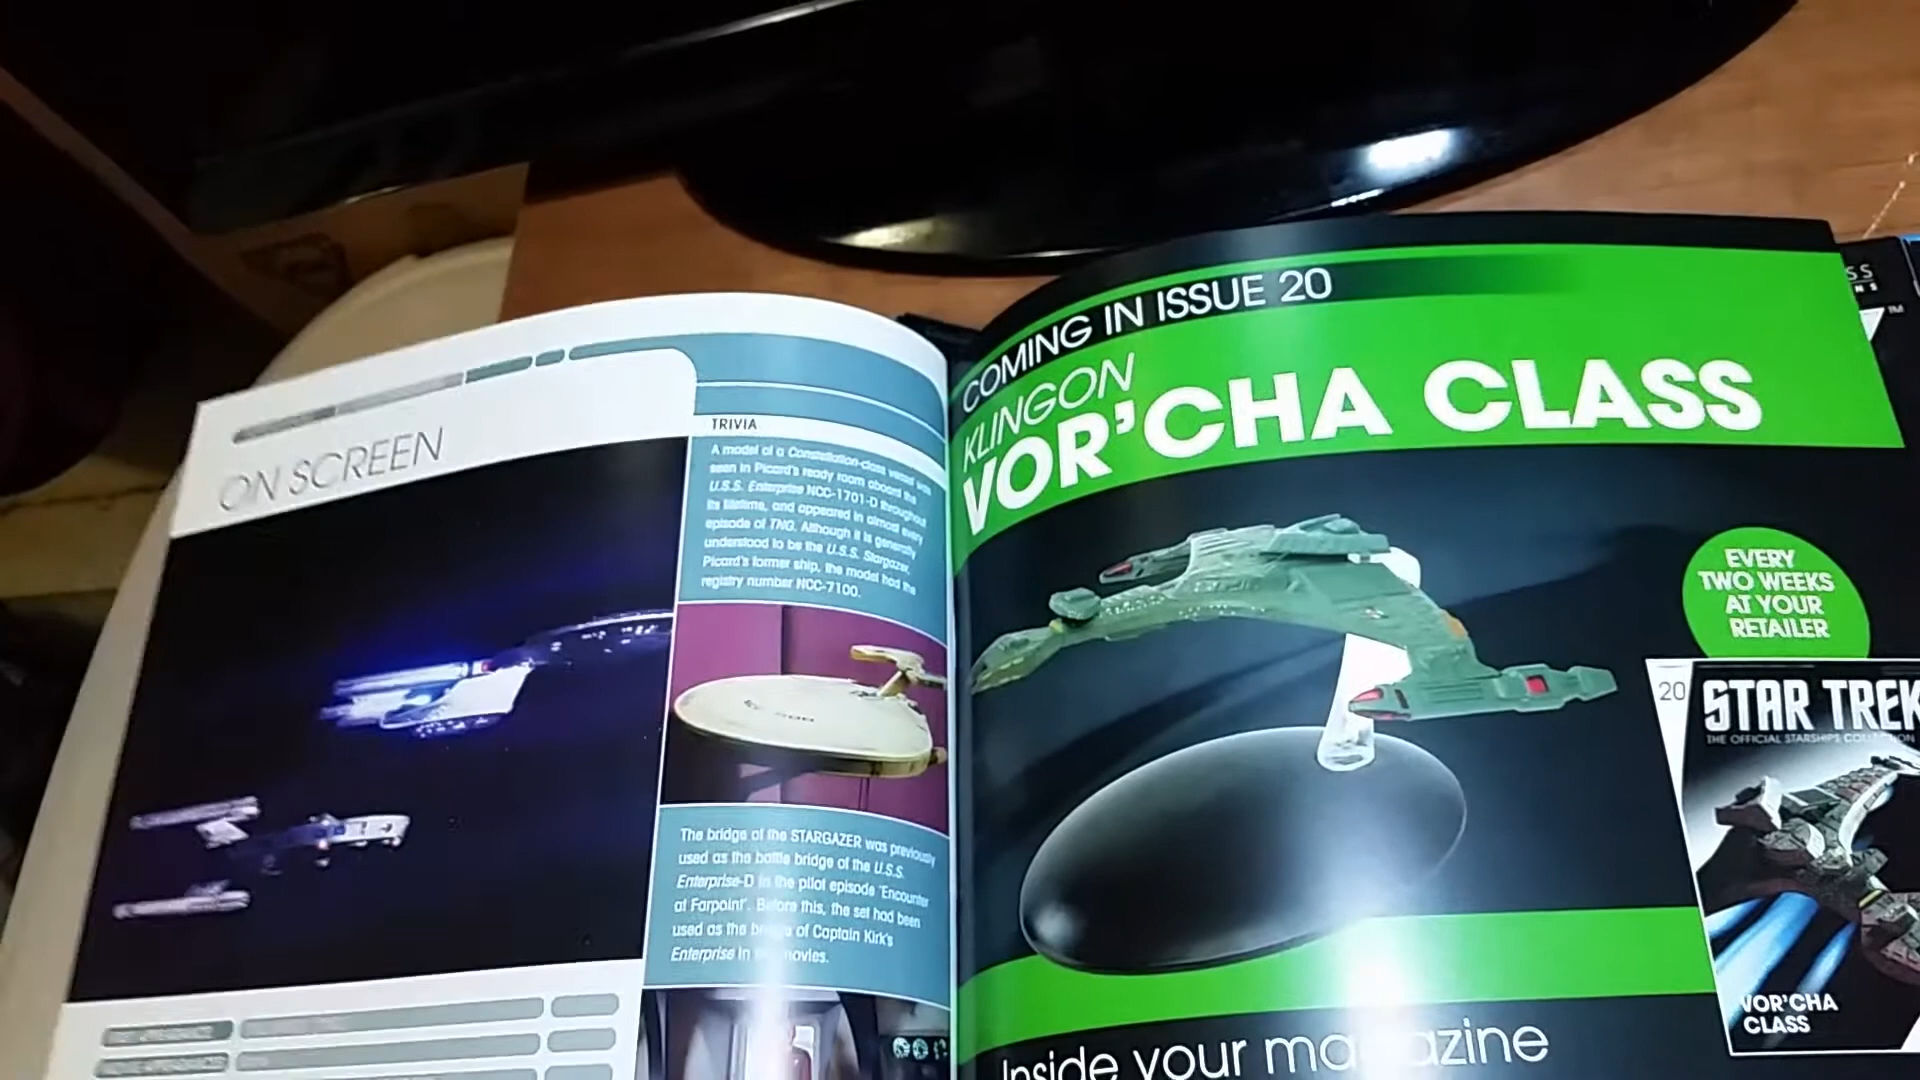 ON SCREEN
TRIVIA
A model of a Constellation-class vessel was
seen in Picard's ready room aboard the
U.S.S. Enterprise NCC-1701-D throughout
its lifetime, and appeared in almost every
episode of TNG. Although it is generally
understood to be the U.S.S. Stargazer,
Picard's former ship, the model had the
registry number NCC-7100.
The bridge of the STARGAZER was previously
used as the battle bridge of the U.S.S.
Enterprise-D in the pilot episode 'Encounter
at Farpoint'. Before this, the set had been
used as the of Captain Kirk's
Enterprise in movies.
COMING IN ISSUE 20
KLINGON
VOR'CHA CLASS
EVERY
TWO WEEKS
AT YOUR
RETAILER
20
STAR TREK
THE OFFICIAL STARSHIPS COLLECTION
VOR'CHA
CLASS
Inside your magazine